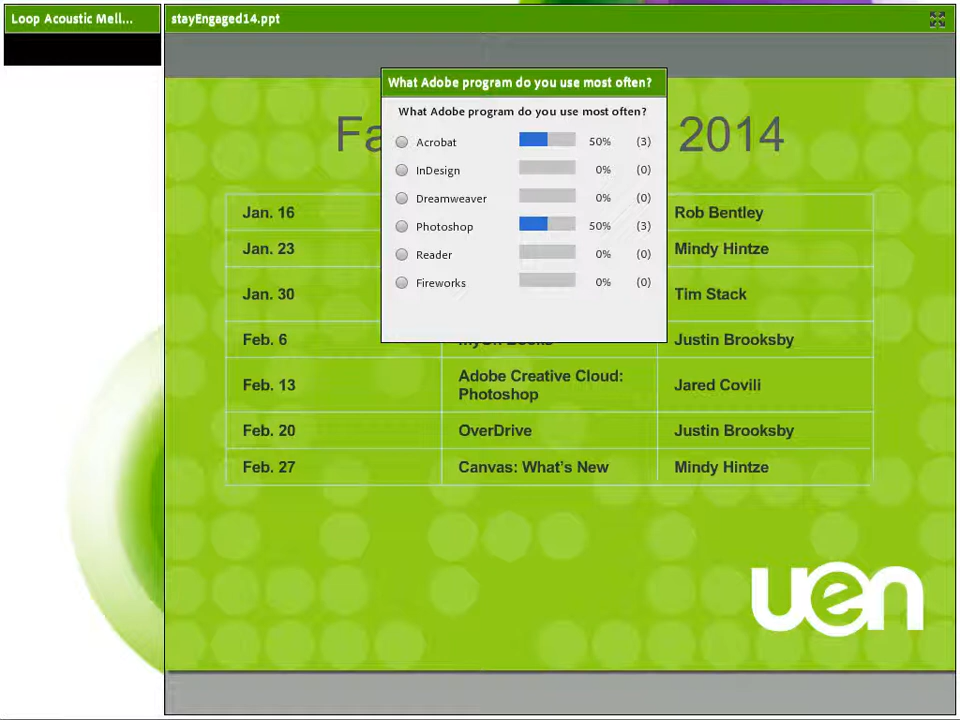 Loop Acoustic Mell...
stayEngaged14.ppt
What Adobe program do you use most often?
What Adobe program do you use most often?
Acrobat 50% (3)
InDesign 0% (0)
Dreamweaver 0% (0)
Photoshop 50% (3)
Reader 0% (0)
Fireworks 0% (0)
Fa 2014
Jan. 16 Rob Bentley
Jan. 23 Mindy Hintze
Jan. 30 Tim Stack
Feb. 6 Justin Brooksby
Feb. 13 Adobe Creative Cloud: Jared Covili
Photoshop
Feb. 20 OverDrive Justin Brooksby
Feb. 27 Canvas: What's New Mindy Hintze
uen